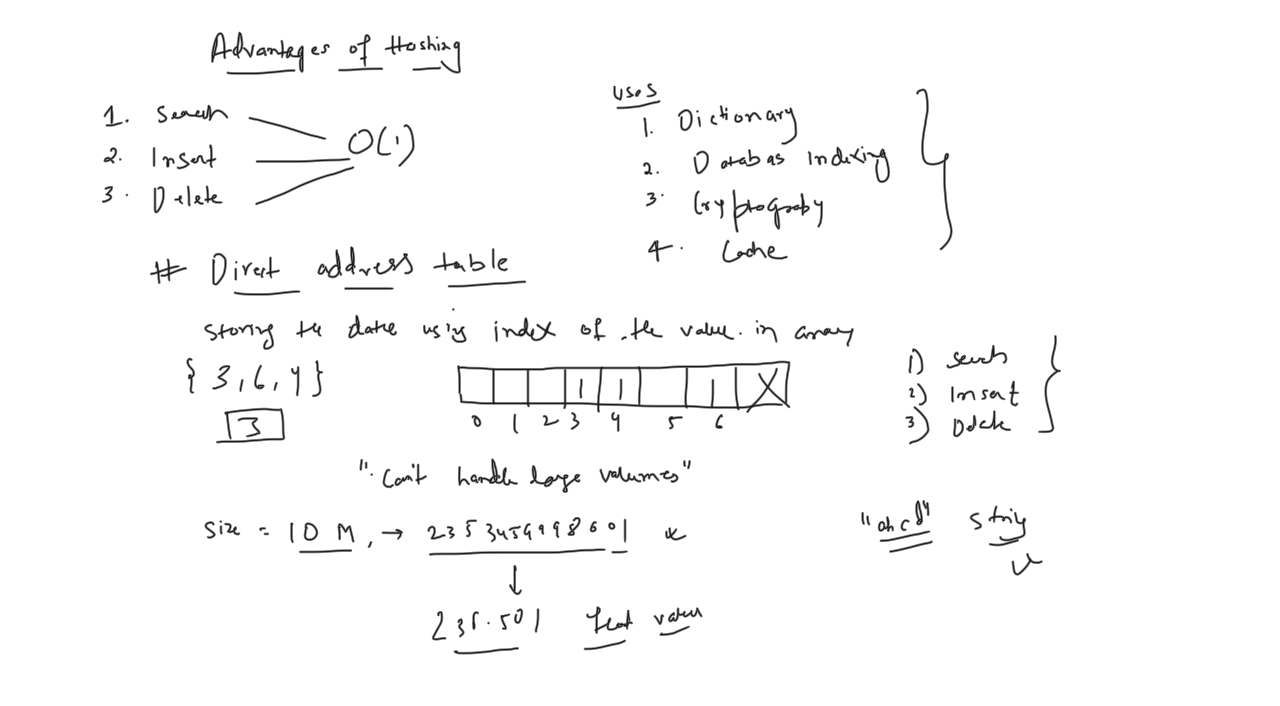 Advantages of Hashing
1. Search
2. Insert
3. Delete
O(1)
uses
1. Dictionary
2. Databas indexing
3. Cryptography
4. Cache
# Direct address table
Storing the data using index of the value in array
{ 3, 6, 4 }
3
1 1 1 X
0 1 2 3 4 5 6
1) Search
2) Insert
3) Delete
"Can't handle large volumes"
Size = 10 M, →
"abcd" string
235.501 float values